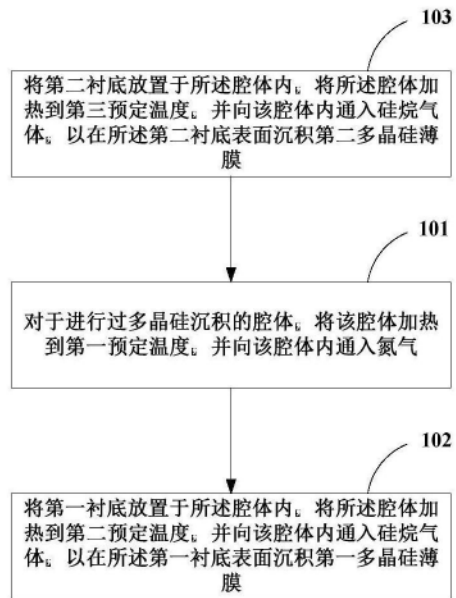 103
将第二衬底放置于所述腔体内。将所述腔体加
热到第三预定温度。并向该腔体内通入硅烷气
体。以在所述第二衬底表面沉积第二多晶硅薄
膜
101
对于进行过多晶硅沉积的腔体。将该腔体加热
到第一预定温度。并向该腔体内通入氮气
102
将第一衬底放置于所述腔体内。将所述腔体加
热到第二预定温度。并向该腔体内通入硅烷气
体。以在所述第一衬底表面沉积第一多晶硅薄
膜